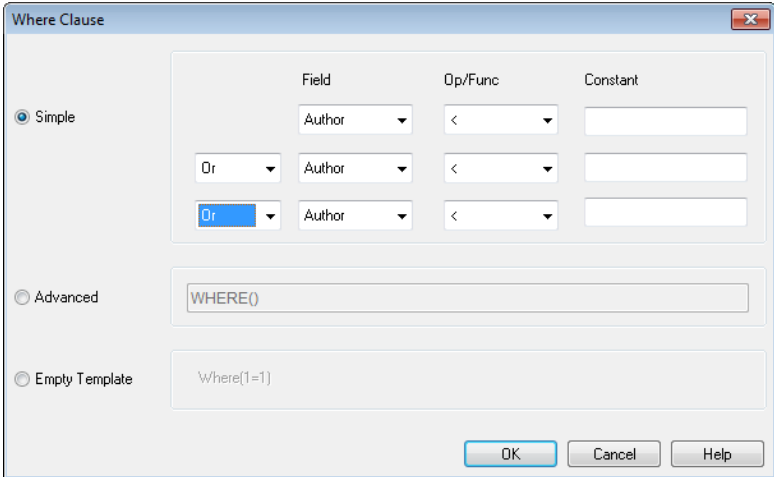 Where Clause
Field Op/Func Constant
Simple
Author <
Or Author <
Or Author <
Advanced WHERE()
Empty Template Where(1=1)
OK Cancel Help